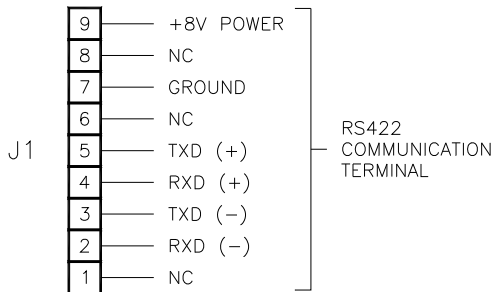 9 +8V POWER
8 NC
7 GROUND
6 NC
J1
5 TXD (+)
4 RXD (+)
3 TXD (−)
2 RXD (−)
1 NC
RS422
COMMUNICATION
TERMINAL